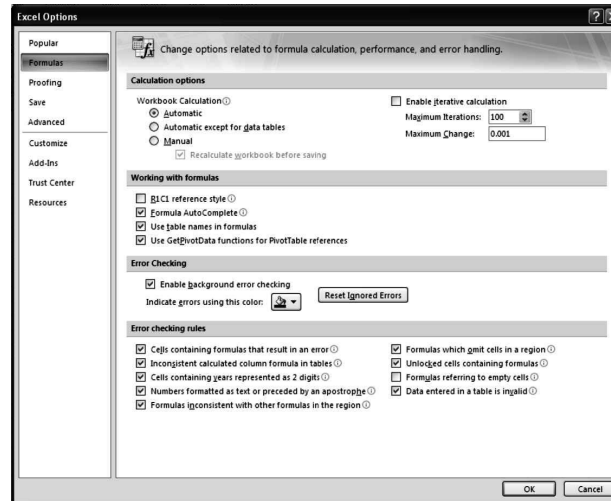 Excel Options
Popular
Formulas
Proofing
Save
Advanced
Customize
Add-Ins
Trust Center
Resources
Change options related to formula calculation, performance, and error handling.
Calculation options
Workbook Calculation
Automatic
Automatic except for data tables
Manual
Recalculate workbook before saving
Enable iterative calculation
Maximum Iterations: 100
Maximum Change: 0.001
Working with formulas
R1C1 reference style
Formula AutoComplete
Use table names in formulas
Use GetPivotData functions for PivotTable references
Error Checking
Enable background error checking
Indicate errors using this color:
Reset Ignored Errors
Error checking rules
Cells containing formulas that result in an error
Inconsistent calculated column formula in tables
Cells containing years represented as 2 digits
Numbers formatted as text or preceded by an apostrophe
Formulas inconsistent with other formulas in the region
Formulas which omit cells in a region
Unlocked cells containing formulas
Formulas referring to empty cells
Data entered in a table is invalid
OK
Cancel